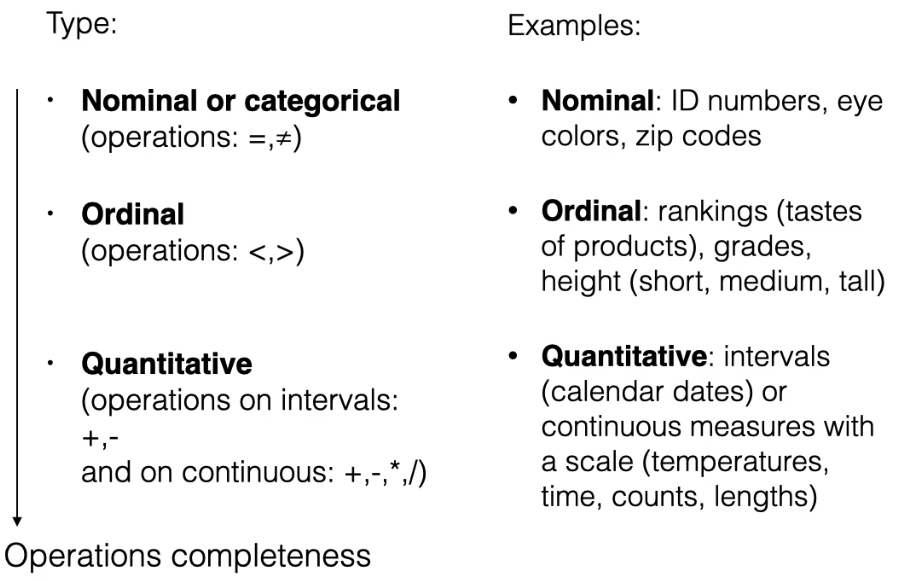 Type:
• Nominal or categorical
(operations: =,≠)
• Ordinal
(operations: <,>)
• Quantitative
(operations on intervals:
+,-
and on continuous: +,-,*,/)
Operations completeness
Examples:
• Nominal: ID numbers, eye
colors, zip codes
• Ordinal: rankings (tastes
of products), grades,
height (short, medium, tall)
• Quantitative: intervals
(calendar dates) or
continuous measures with
a scale (temperatures,
time, counts, lengths)